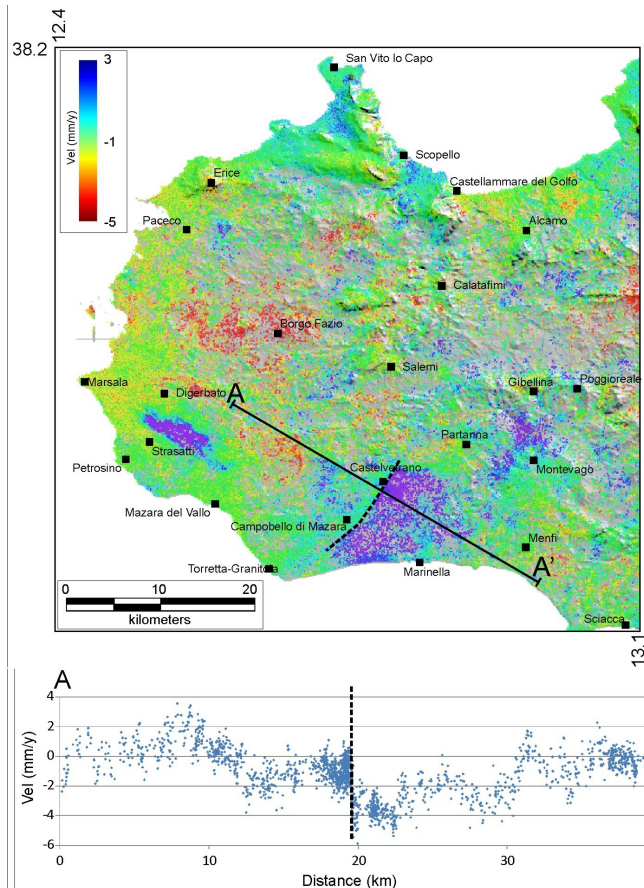 12.4
38.2
3
-1
-5
Vel (mm/y)
San Vito lo Capo
Scopello
Erice
Castellammare del Golfo
Paceco
Alcamo
Calatafimi
Borgo Fazio
Salemi
Marsala
Digerbato
A
Gibellina
Poggioreale
Strasatti
Partanna
Petrosino
Castelvetrano
Montevago
Mazara del Vallo
Campobello di Mazara
Menfi
Torretta-Granitola
Marinella
A'
0 10 20
kilometers
Sciacca
13.1
A
4
2
0
-2
-4
-6
Vel (mm/y)
0 10 20 30
Distance (km)